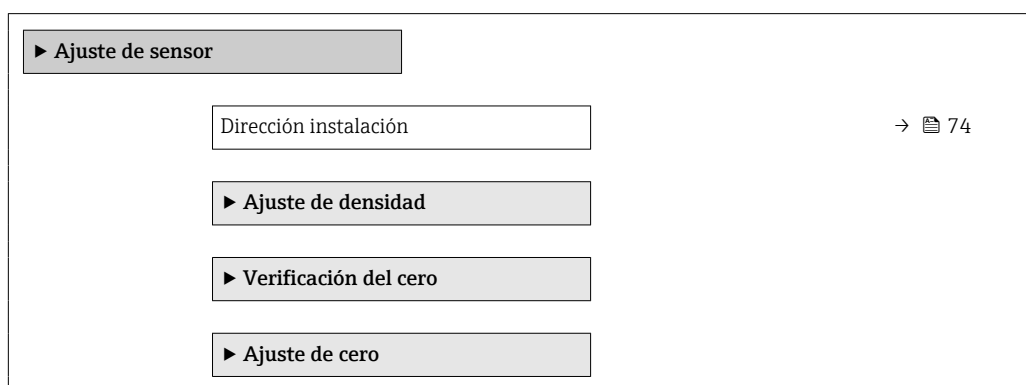 ▶ Ajuste de sensor
Dirección instalación → 74
▶ Ajuste de densidad
▶ Verificación del cero
▶ Ajuste de cero